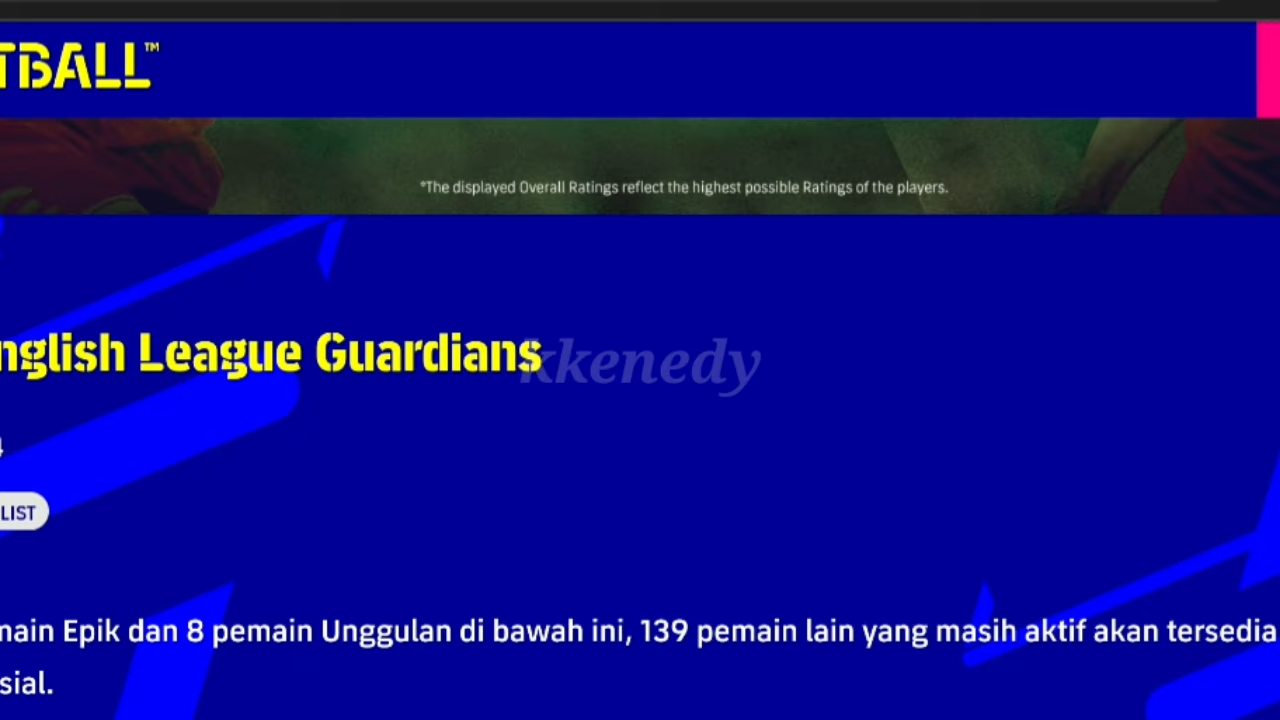 TBALL™
*The displayed Overall Ratings reflect the highest possible Ratings of the players.
nglish League Guardians
kkenedy
4
LIST
main Epik dan 8 pemain Unggulan di bawah ini, 139 pemain lain yang masih aktif akan tersedia
sial.